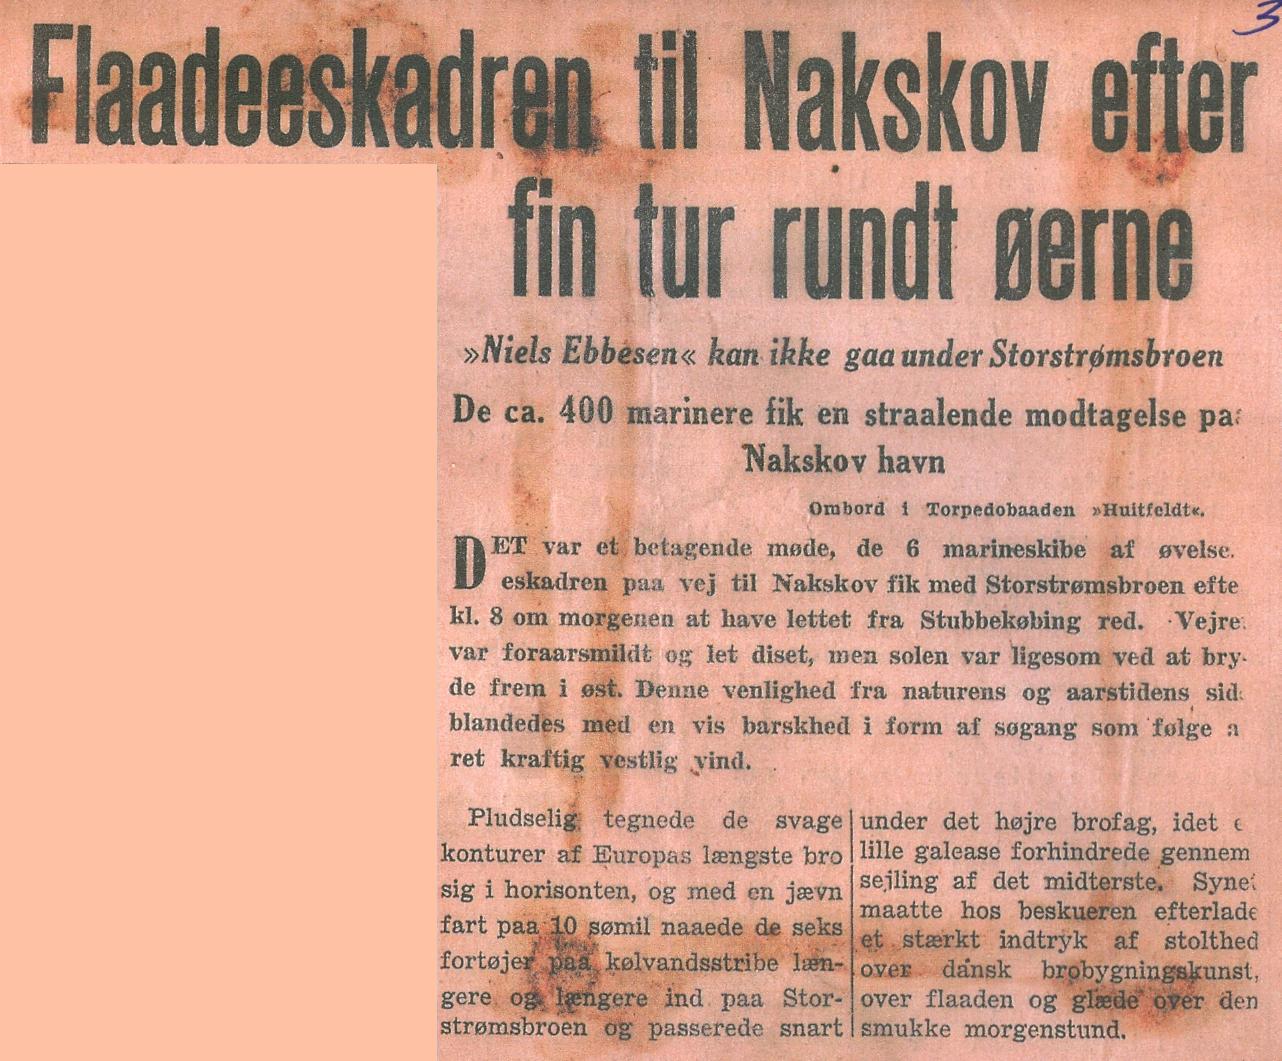 3
Flaadeeskadren til Nakskov efter
fin tur rundt øerne
»Niels Ebbesen« kan ikke gaa under Storstrømsbroen
De ca. 400 marinere fik en straalende modtagelse paa
Nakskov havn
Ombord i Torpedobaaden »Huitfeldt«.
DET var et betagende møde, de 6 marineskibe af øvelse.
eskadren paa vej til Nakskov fik med Storstrømsbroen efte
kl. 8 om morgenen at have lettet fra Stubbekøbing red. Vejre
var foraarsmildt og let diset, men solen var ligesom ved at bry-
de frem i øst. Denne venlighed fra naturens og aarstidens sid
blandedes med en vis barskhed i form af søgang som følge a
ret kraftig vestlig vind.
Pludselig tegnede de svage
konturer af Europas længste bro
sig i horisonten, og med en jævn
fart paa 10 sømil naaede de seks
fortøjer paa kølvandsstribe læn-
gere og længere ind paa Stor-
strømsbroen og passerede snart
under det højre brofag, idet e
lille galease forhindrede gennem
sejling af det midterste. Synet
maatte hos beskueren efterlade
et stærkt indtryk af stolthed
over dansk brobygningskunst,
over flaaden og glæde over den
smukke morgenstund.